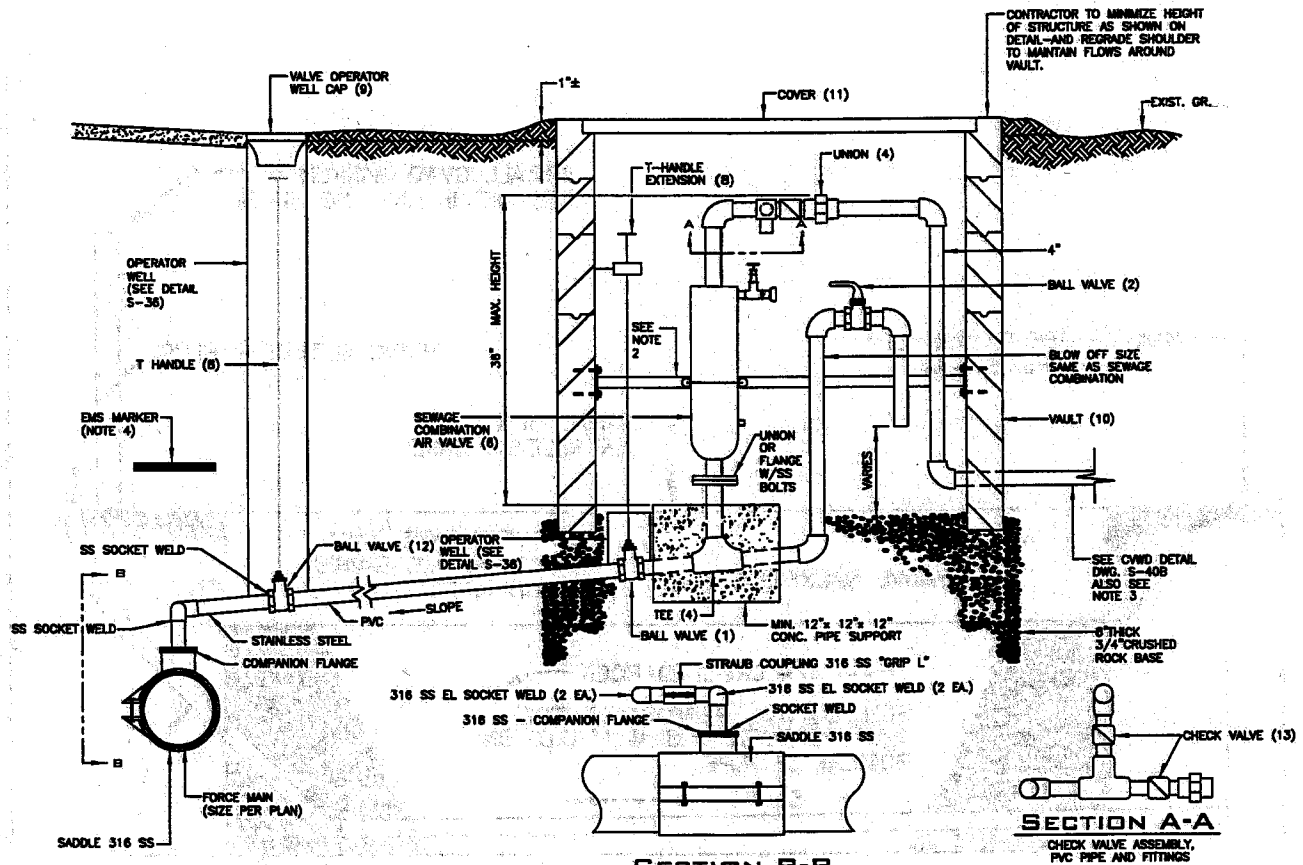 CONTRACTOR TO MINIMIZE HEIGHT
OF STRUCTURE AS SHOWN ON
DETAIL-AND REGRADE SHOULDER
TO MAINTAIN FLOWS AROUND
VAULT.
VALVE OPERATOR
WELL CAP (9)
1"±
COVER (11)
EXIST. GR.
UNION (4)
T-HANDLE
EXTENSION (8)
A
A
4"
OPERATOR
WELL
(SEE DETAIL
S-36)
36" MAX. HEIGHT
BALL VALVE (2)
SEE
NOTE
2
T HANDLE (8)
BLOW OFF SIZE
SAME AS SEWAGE
COMBINATION
EMS MARKER
(NOTE 4)
SEWAGE
COMBINATION
AIR VALVE (6)
VAULT (10)
UNION
OR
FLANGE
W/SS
BOLTS
VARIES
SS SOCKET WELD
BALL VALVE (12)
OPERATOR
WELL (SEE
DETAIL S-36)
SEE CVWD DETAIL
DWG. S-40B
ALSO SEE
NOTE 3
B
SLOPE
PVC
SS SOCKET WELD
STAINLESS STEEL
COMPANION FLANGE
TEE (4)
BALL VALVE (1)
MIN. 12"x 12"x 12"
CONC. PIPE SUPPORT
6" THICK
3/4" CRUSHED
ROCK BASE
STRAUB COUPLING 316 SS "GRIP L"
316 SS EL SOCKET WELD (2 EA.)
316 SS EL SOCKET WELD (2 EA.)
SOCKET WELD
316 SS - COMPANION FLANGE
SADDLE 316 SS
CHECK VALVE (13)
B
FORCE MAIN
(SIZE PER PLAN)
SADDLE 316 SS
SECTION A-A
CHECK VALVE ASSEMBLY,
PVC PIPE AND FITTINGS
SECTION B-B